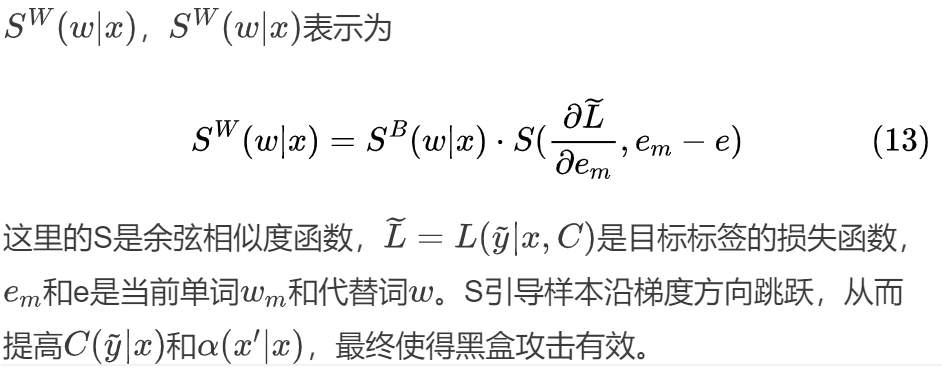 $S^W(w|x)$，$S^W(w|x)$表示为
$S^W(w|x) = S^B(w|x) \cdot S(\frac{\partial \widetilde{L}}{\partial e_m}, e_m - e)$ (13)
这里的S是余弦相似度函数，$\widetilde{L} = L(\tilde{y}|x, C)$是目标标签的损失函数，
$e_m$和e是当前单词$w_m$和代替词$w$。S引导样本沿梯度方向跳跃，从而
提高$C(\tilde{y}|x)$和$\alpha(x'|x)$，最终使得黑盒攻击有效。